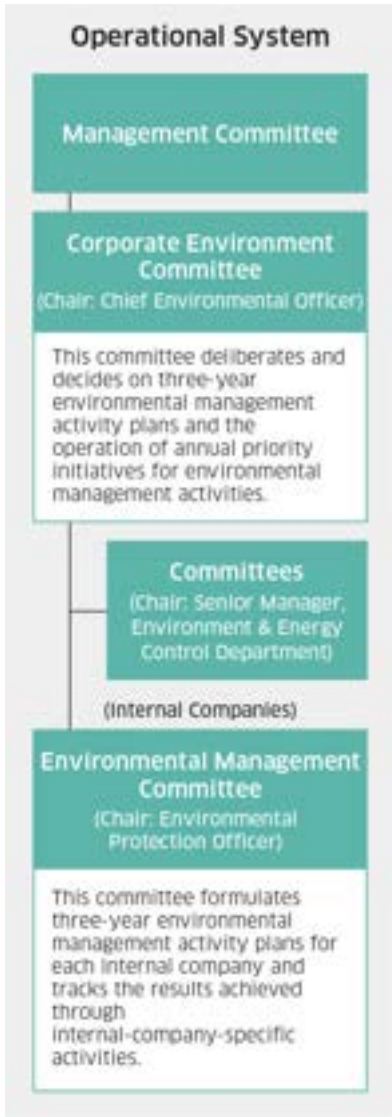 Operational System
Management Committee
Corporate Environment
Committee
(Chair: Chief Environmental Officer)
This committee deliberates and
decides on three-year
environmental management
activity plans and the
operation of annual priority
initiatives for environmental
management activities.
Committees
(Chair: Senior Manager,
Environment & Energy
Control Department)
(Internal Companies)
Environmental Management
Committee
(Chair: Environmental
Protection Officer)
This committee formulates
three-year environmental
management activity plans for
each internal company and
tracks the results achieved
through
internal-company-specific
activities.